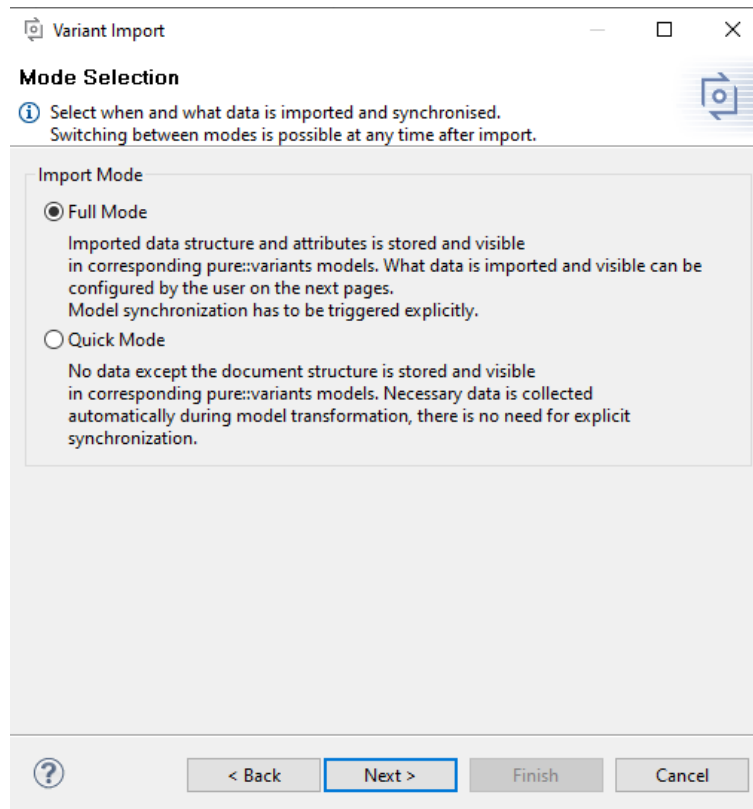 Variant Import
Mode Selection
Select when and what data is imported and synchronised.
Switching between modes is possible at any time after import.
Import Mode
Full Mode
Imported data structure and attributes is stored and visible
in corresponding pure::variants models. What data is imported and visible can be
configured by the user on the next pages.
Model synchronization has to be triggered explicitly.
Quick Mode
No data except the document structure is stored and visible
in corresponding pure::variants models. Necessary data is collected
automatically during model transformation, there is no need for explicit
synchronization.
< Back Next > Finish Cancel